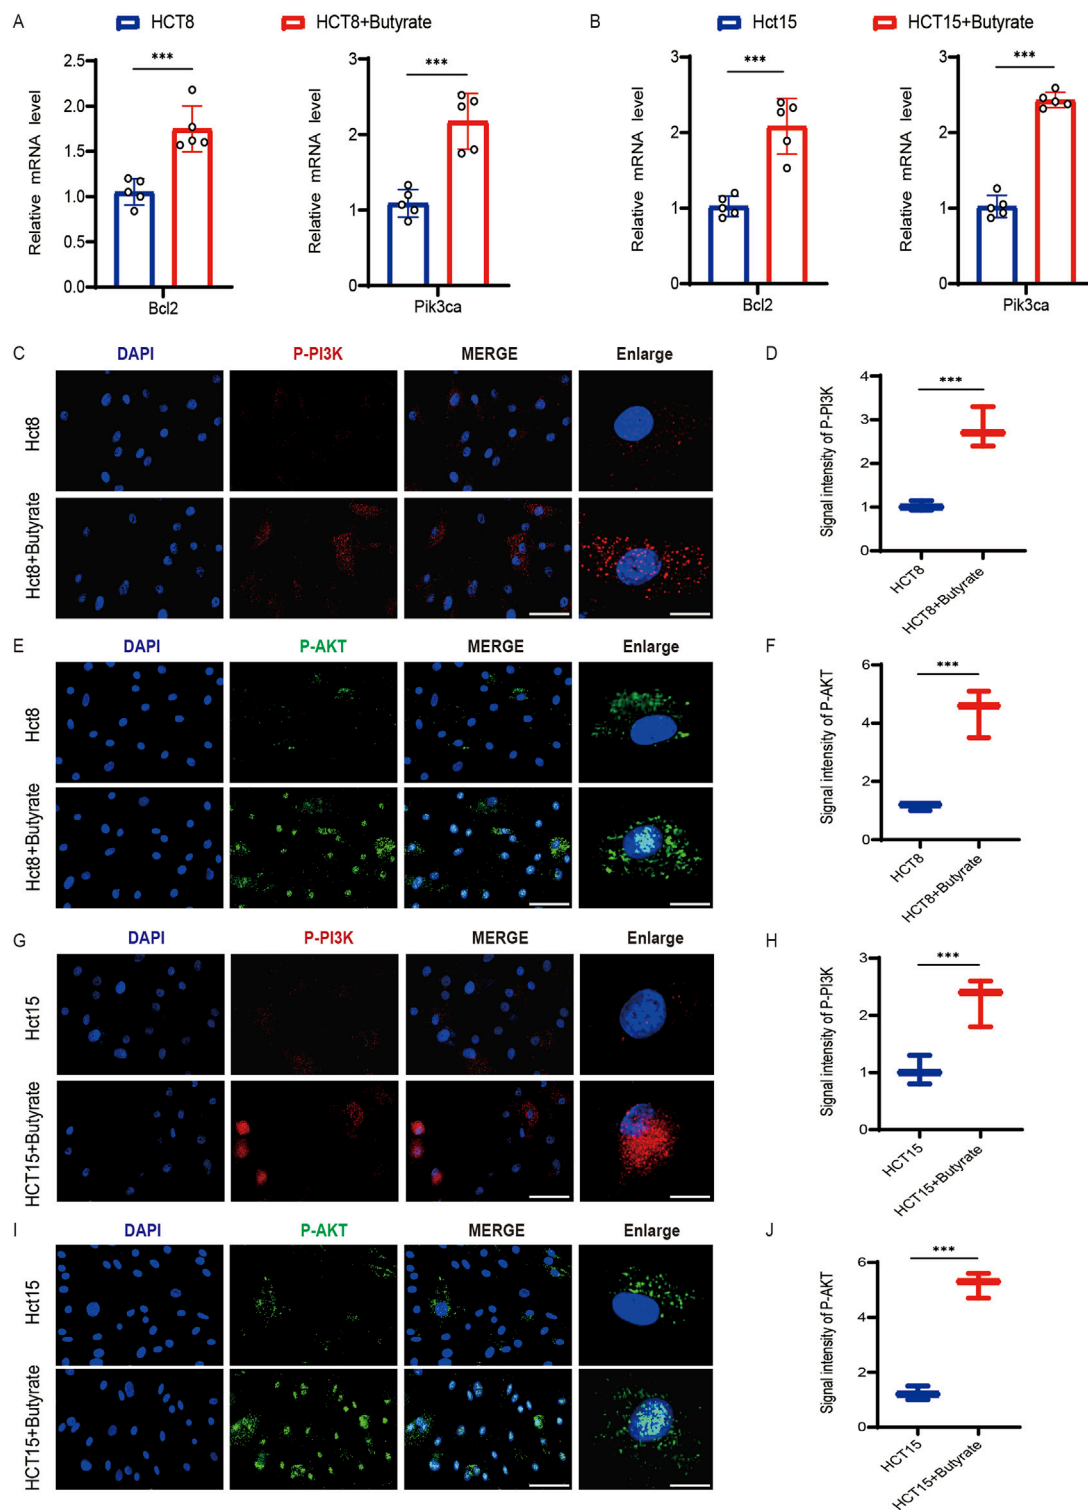 A HCT8 HCT8+Butyrate B Hct15 HCT15+Butyrate
Relative mRNA level
2.5
2.0
1.5
1.0
0.5
0.0
***
Bcl2
Relative mRNA level
3
2
1
0
***
Pik3ca
Relative mRNA level
3
2
1
0
***
Bcl2
Relative mRNA level
3
2
1
0
***
Pik3ca
C DAPI P-PI3K MERGE Enlarge
Hct8
Hct8+Butyrate
D
Signal intensity of P-PI3K
4
3
2
1
0
***
HCT8
HCT8+Butyrate
E DAPI P-AKT MERGE Enlarge
Hct8
Hct8+Butyrate
F
Signal intensity of P-AKT
6
4
2
0
***
HCT8
HCT8+Butyrate
G DAPI P-PI3K MERGE Enlarge
Hct15
HCT15+Butyrate
H
Signal intensity of P-PI3K
3
2
1
0
***
HCT15
HCT15+Butyrate
I DAPI P-AKT MERGE Enlarge
Hct15
HCT15+Butyrate
J
Signal intensity of P-AKT
6
4
2
0
***
HCT15
HCT15+Butyrate